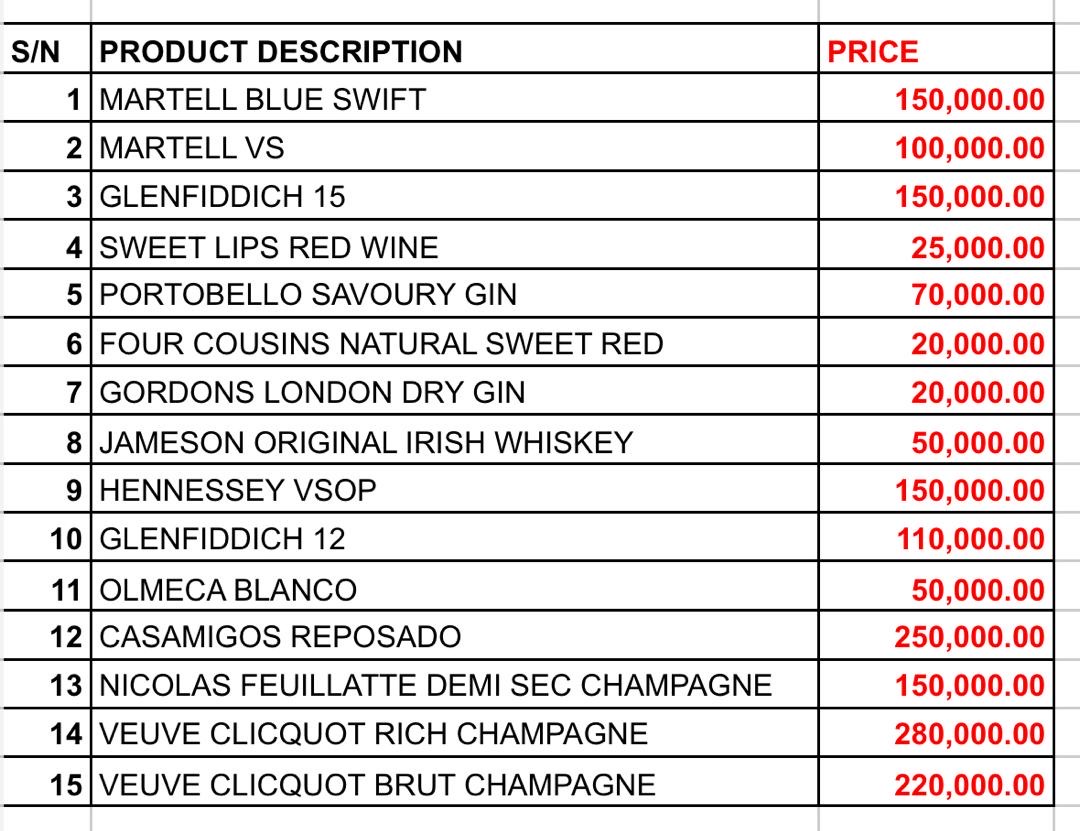 S/N PRODUCT DESCRIPTION PRICE
1 MARTELL BLUE SWIFT 150,000.00
2 MARTELL VS 100,000.00
3 GLENFIDDICH 15 150,000.00
4 SWEET LIPS RED WINE 25,000.00
5 PORTOBELLO SAVOURY GIN 70,000.00
6 FOUR COUSINS NATURAL SWEET RED 20,000.00
7 GORDONS LONDON DRY GIN 20,000.00
8 JAMESON ORIGINAL IRISH WHISKEY 50,000.00
9 HENNESSEY VSOP 150,000.00
10 GLENFIDDICH 12 110,000.00
11 OLMECA BLANCO 50,000.00
12 CASAMIGOS REPOSADO 250,000.00
13 NICOLAS FEUILLATTE DEMI SEC CHAMPAGNE 150,000.00
14 VEUVE CLICQUOT RICH CHAMPAGNE 280,000.00
15 VEUVE CLICQUOT BRUT CHAMPAGNE 220,000.00